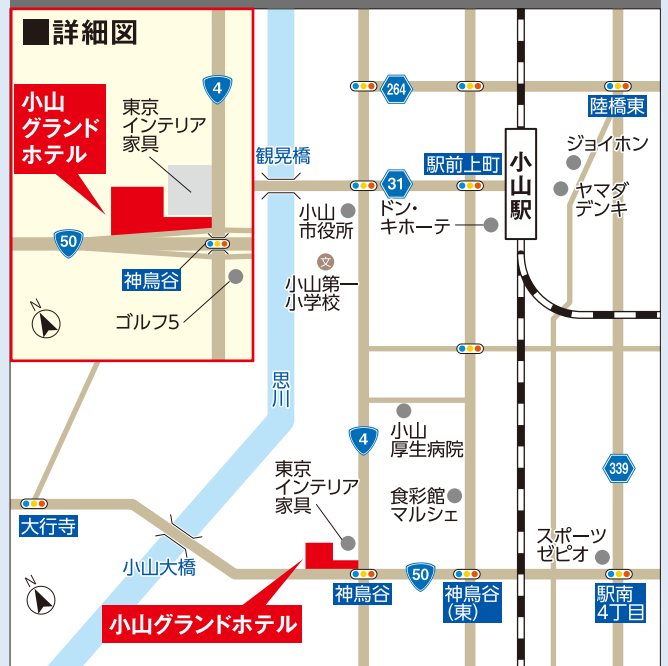 ■詳細図
4
小山
グランド
ホテル
東京
インテリア
家具
50
神鳥谷
ゴルフ5
N
264
陸橋東
観晃橋
31
駅前上町
小山駅
ジョイホン
ヤマダ
デンキ
小山
市役所
ドン・
キホーテ
文
小山第一
小学校
思川
4
小山
厚生病院
339
東京
インテリア
家具
食彩館
マルシェ
大行寺
小山大橋
スポーツ
ゼビオ
N
小山グランドホテル
神鳥谷
50
神鳥谷
(東)
駅南
4丁目